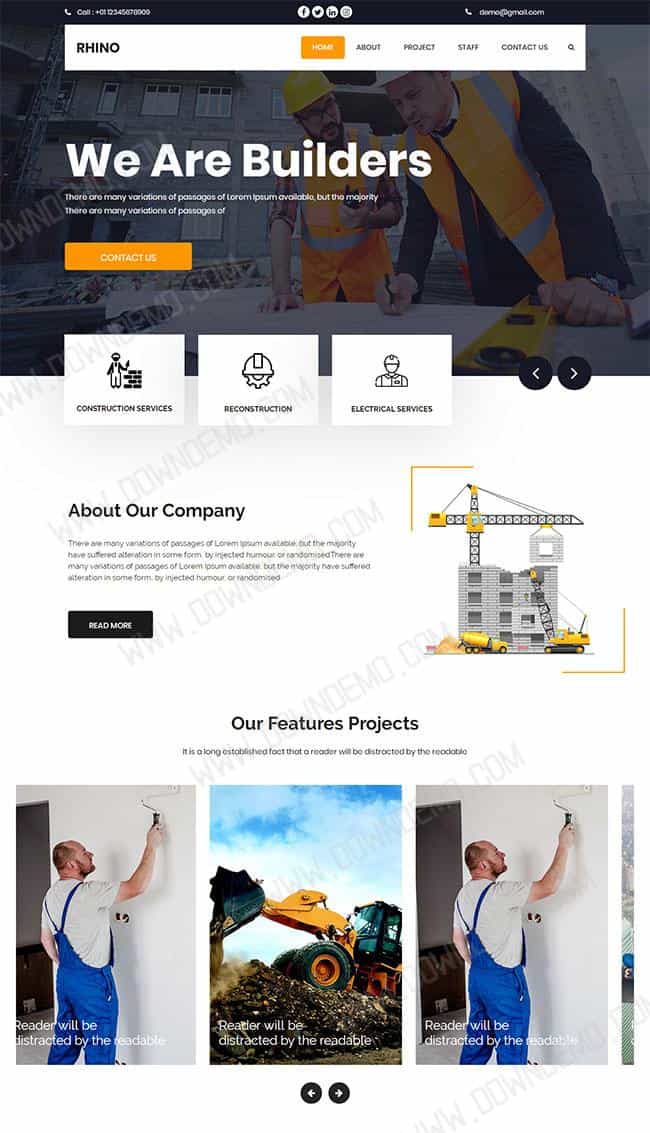 Call : +01 12345678909
demo@gmail.com
RHINO
HOME ABOUT PROJECT STAFF CONTACT US
We Are Builders
There are many variations of passages of Lorem Ipsum available, but the majority
There are many variations of passages of
CONTACT US
CONSTRUCTION SERVICES
RECONSTRUCTION
ELECTRICAL SERVICES
About Our Company
There are many variations of passages of Lorem Ipsum available, but the majority
have suffered alteration in some form, by injected humour, or randomisedThere are
many variations of passages of Lorem Ipsum available, but the majority have suffered
alteration in some form, by injected humour, or randomised
READ MORE
Our Features Projects
It is a long established fact that a reader will be distracted by the readable
Reader will be
distracted by the readable
Reader will be
distracted by the readable
Reader will be
distracted by the readable
WWW.DOWNDEMO.COM